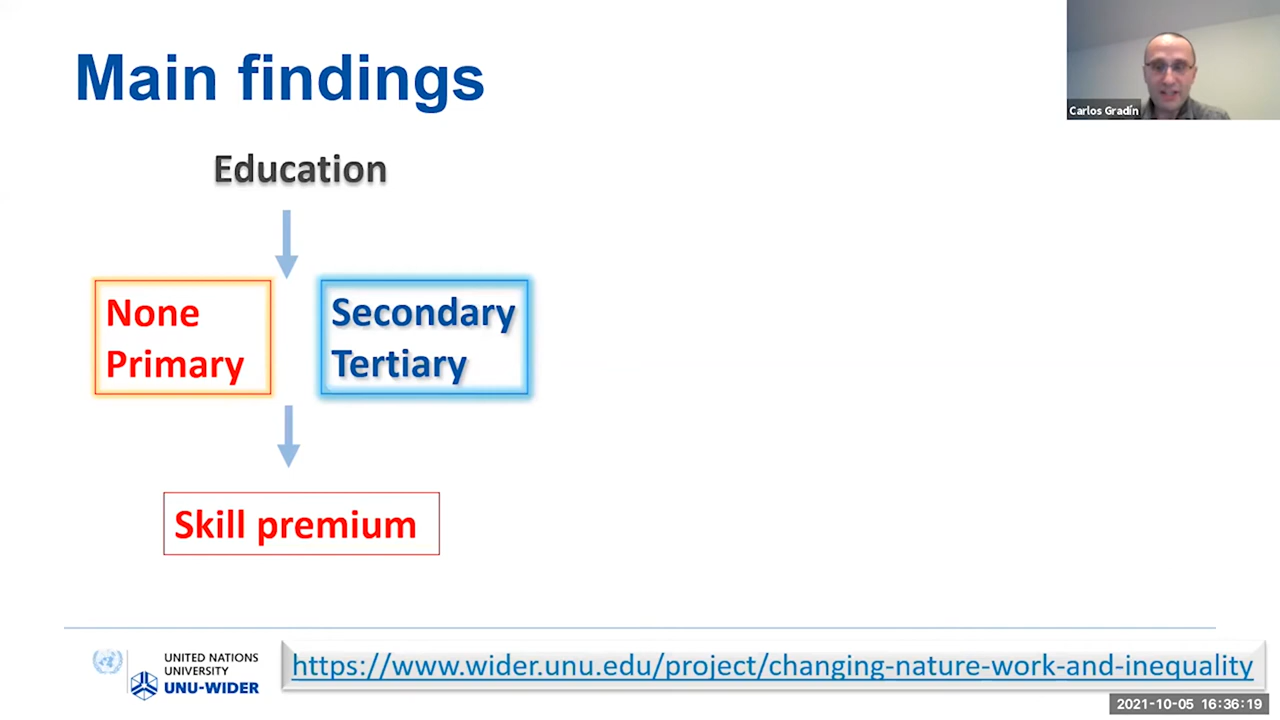 Main findings
Carlos Gradín
Education
None
Primary
Secondary
Tertiary
Skill premium
UNITED NATIONS
UNIVERSITY
UNU-WIDER
https://www.wider.unu.edu/project/changing-nature-work-and-inequality
2021-10-05 16:36:19